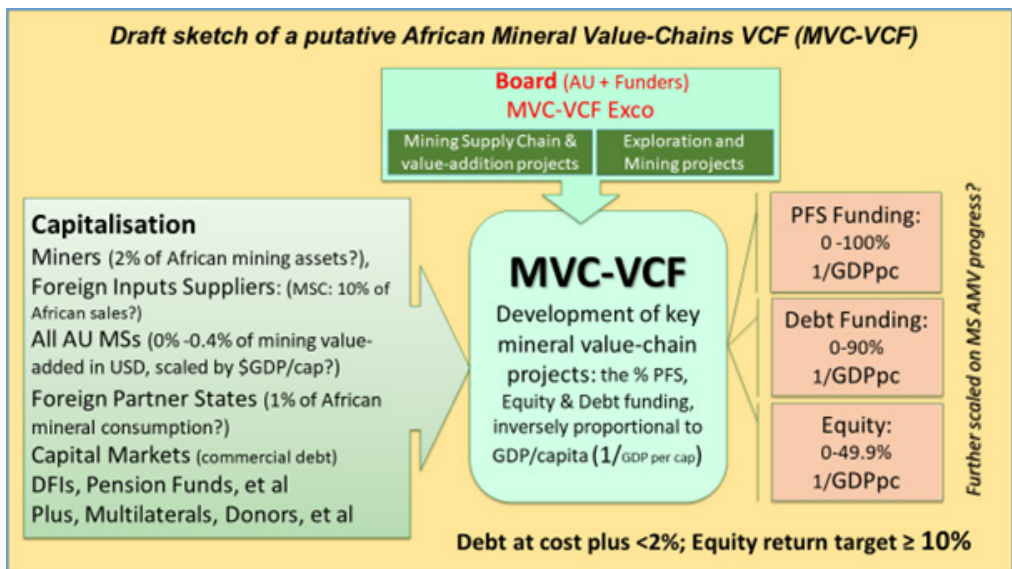 Draft sketch of a putative African Mineral Value-Chains VCF (MVC-VCF)
Board (AU + Funders)
MVC-VCF Exco
Mining Supply Chain &
value-addition projects
Exploration and
Mining projects
Capitalisation
Miners (2% of African mining assets?),
Foreign Inputs Suppliers: (MSC: 10% of
African sales?)
All AU MSs (0% -0.4% of mining value-
added in USD, scaled by $GDP/cap?)
Foreign Partner States (1% of African
mineral consumption?)
Capital Markets (commercial debt)
DFIs, Pension Funds, et al
Plus, Multilaterals, Donors, et al
MVC-VCF
Development of key
mineral value-chain
projects: the % PFS,
Equity & Debt funding,
inversely proportional to
GDP/capita (1/GDP per cap)
PFS Funding:
0 -100%
1/GDPpc
Debt Funding:
0-90%
1/GDPpc
Equity:
0-49.9%
1/GDPpc
Further scaled on MS AMV progress?
Debt at cost plus <2%; Equity return target ≥ 10%